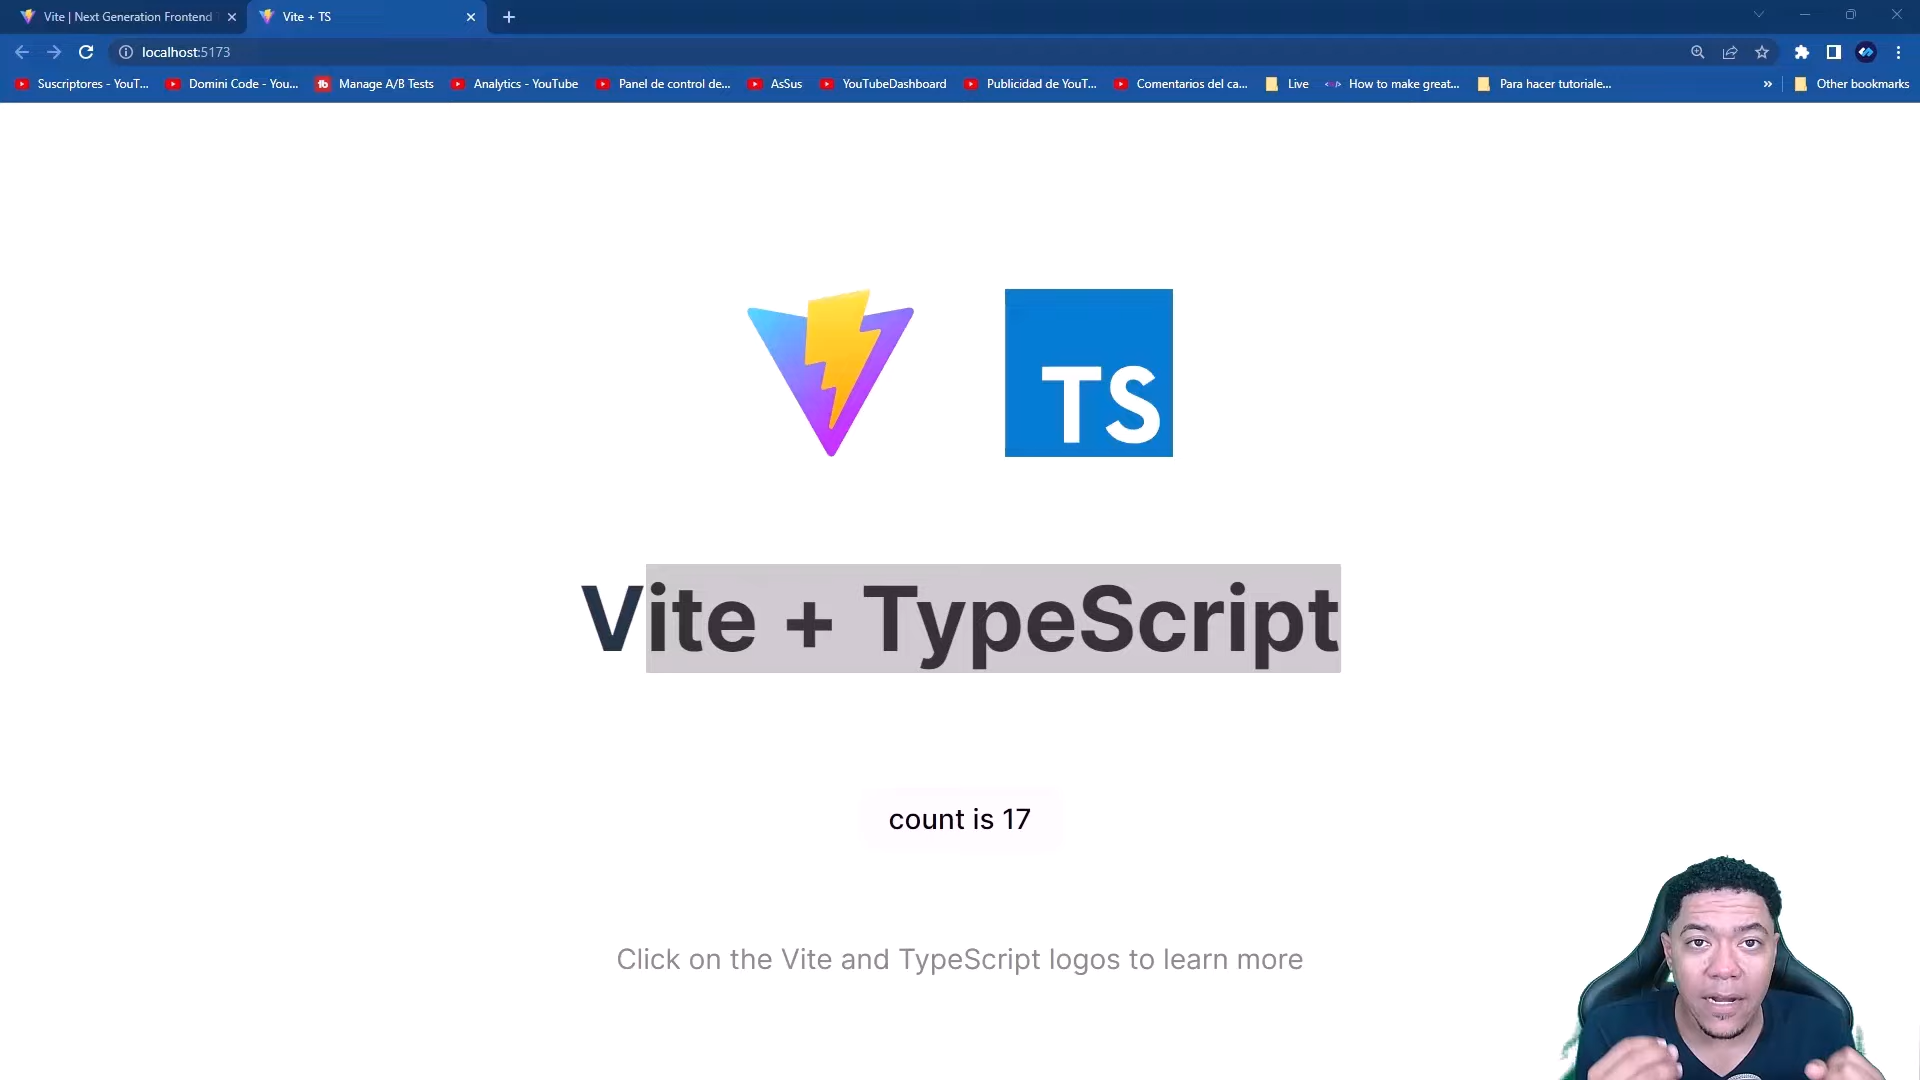 Vite | Next Generation Frontend
Vite + TS
localhost:5173
Suscriptores - YouT...
Domini Code - You...
Manage A/B Tests
Analytics - YouTube
Panel de control de...
AsSus
YouTubeDashboard
Publicidad de YouT...
Comentarios del ca...
Live
How to make great...
Para hacer tutoriale...
»
Other bookmarks
TS
Vite + TypeScript
count is 17
Click on the Vite and TypeScript logos to learn more